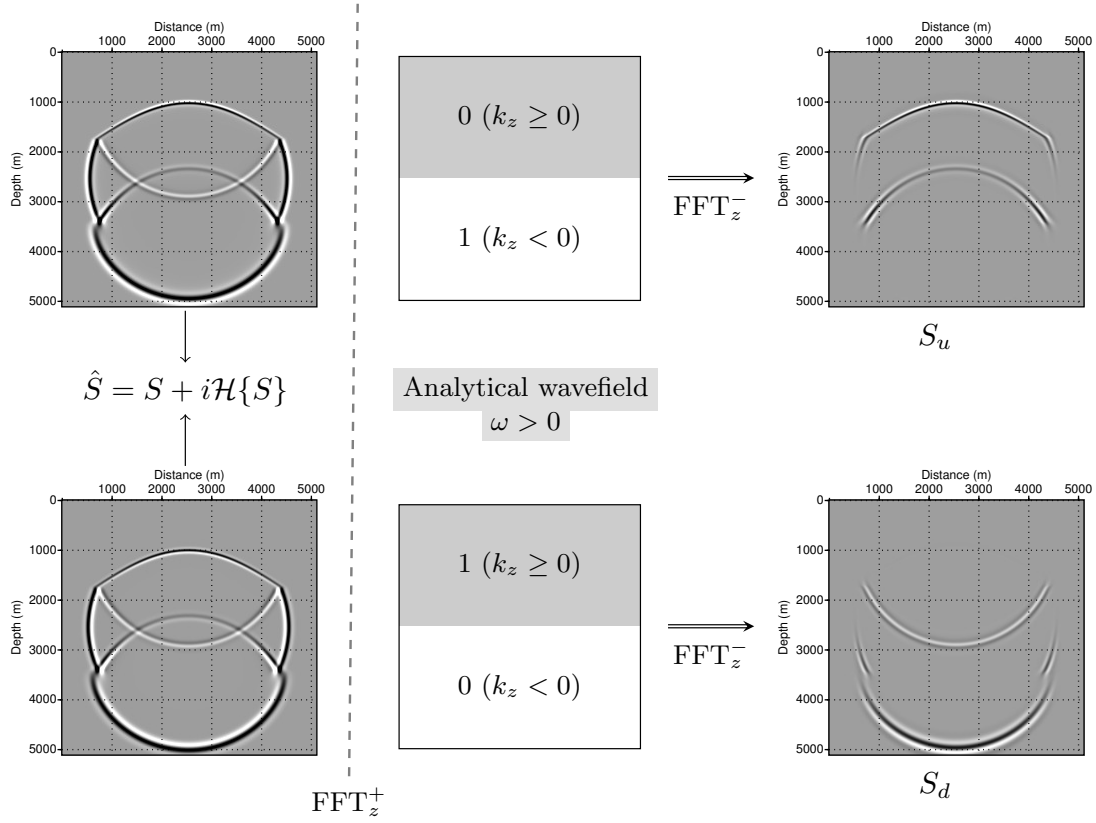 Distance (m)
1000 2000 3000 4000 5000
0
1000
2000
3000
4000
5000
Depth (m)
0 (k_z ≥ 0)
1 (k_z < 0)
FFT_z^-
Distance (m)
1000 2000 3000 4000 5000
0
1000
2000
3000
4000
5000
Depth (m)
S_u
Ŝ = S + iℋ{S}
Analytical wavefield
ω > 0
Distance (m)
1000 2000 3000 4000 5000
0
1000
2000
3000
4000
5000
Depth (m)
1 (k_z ≥ 0)
0 (k_z < 0)
FFT_z^-
Distance (m)
1000 2000 3000 4000 5000
0
1000
2000
3000
4000
5000
Depth (m)
S_d
FFT_z^+